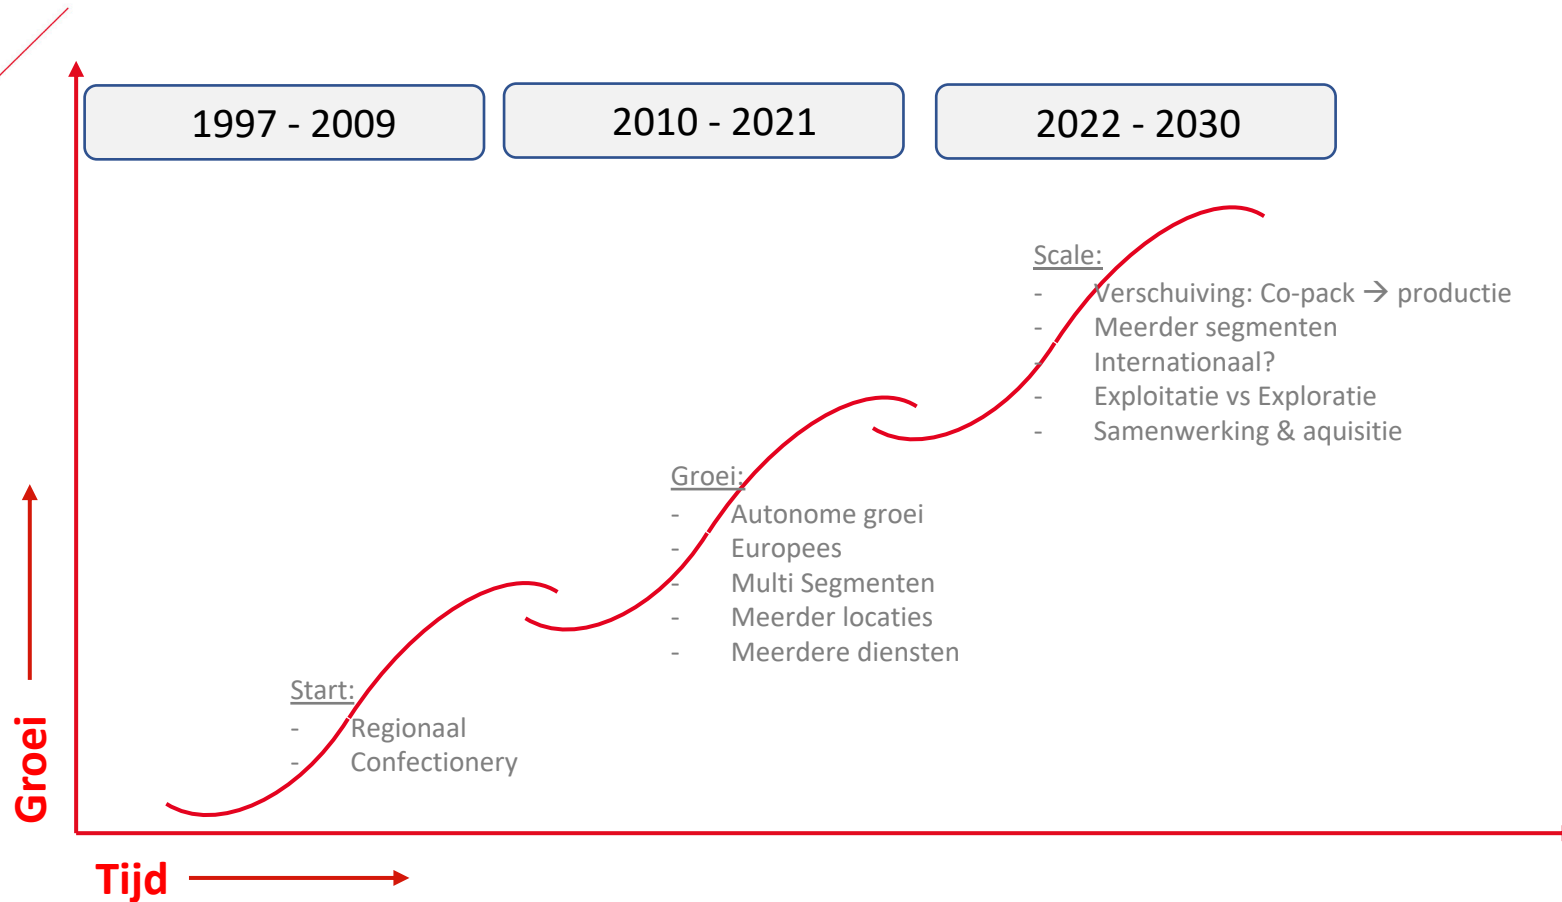 1997 - 2009
2010 - 2021
2022 - 2030
Scale:
- Verschuiving: Co-pack → productie
- Meerder segmenten
- Internationaal?
- Exploitatie vs Exploratie
- Samenwerking & aquisitie
Groei:
- Autonome groei
- Europees
- Multi Segmenten
- Meerder locaties
- Meerdere diensten
Start:
- Regionaal
- Confectionery
Groei
Tijd